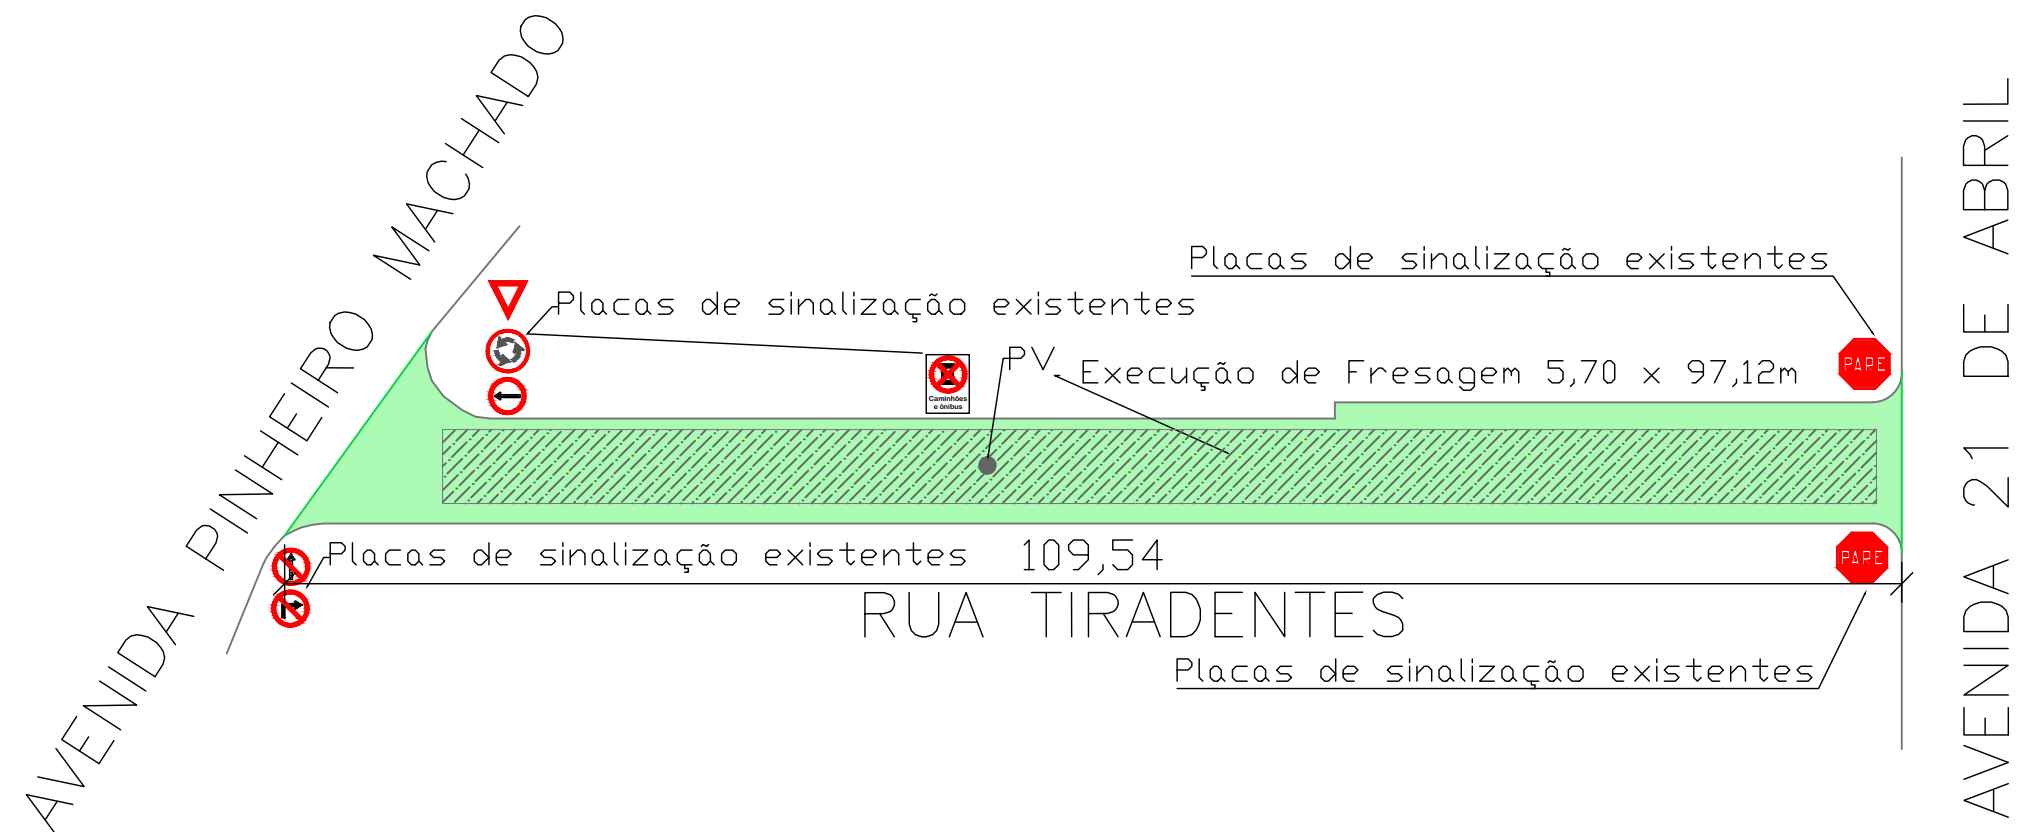 AVENIDA PINHEIRO MACHADO
Placas de sinalização existentes
Placas de sinalização existentes
PV
Execução de Fresagem 5,70 x 97,12m
PARE
Caminhões
e ônibus
Placas de sinalização existentes
109,54
PARE
RUA TIRADENTES
Placas de sinalização existentes
AVENIDA 21 DE ABRIL